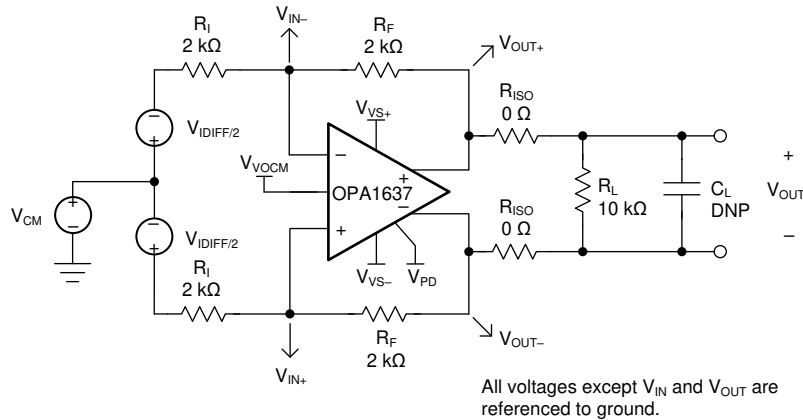 V_IN–
R_I
2 kΩ
R_F
2 kΩ
V_OUT+
R_ISO
0 Ω
–
+
V_IDIFF/2
V_VS+
–
+
V_VOCM
OPA1637
R_L
10 kΩ
C_L
DNP
+
V_OUT
–
V_CM
+
–
–
+
V_IDIFF/2
+
–
R_ISO
0 Ω
V_VS–
V_PD
R_I
2 kΩ
R_F
2 kΩ
V_OUT–
V_IN+
All voltages except V_IN and V_OUT are
referenced to ground.